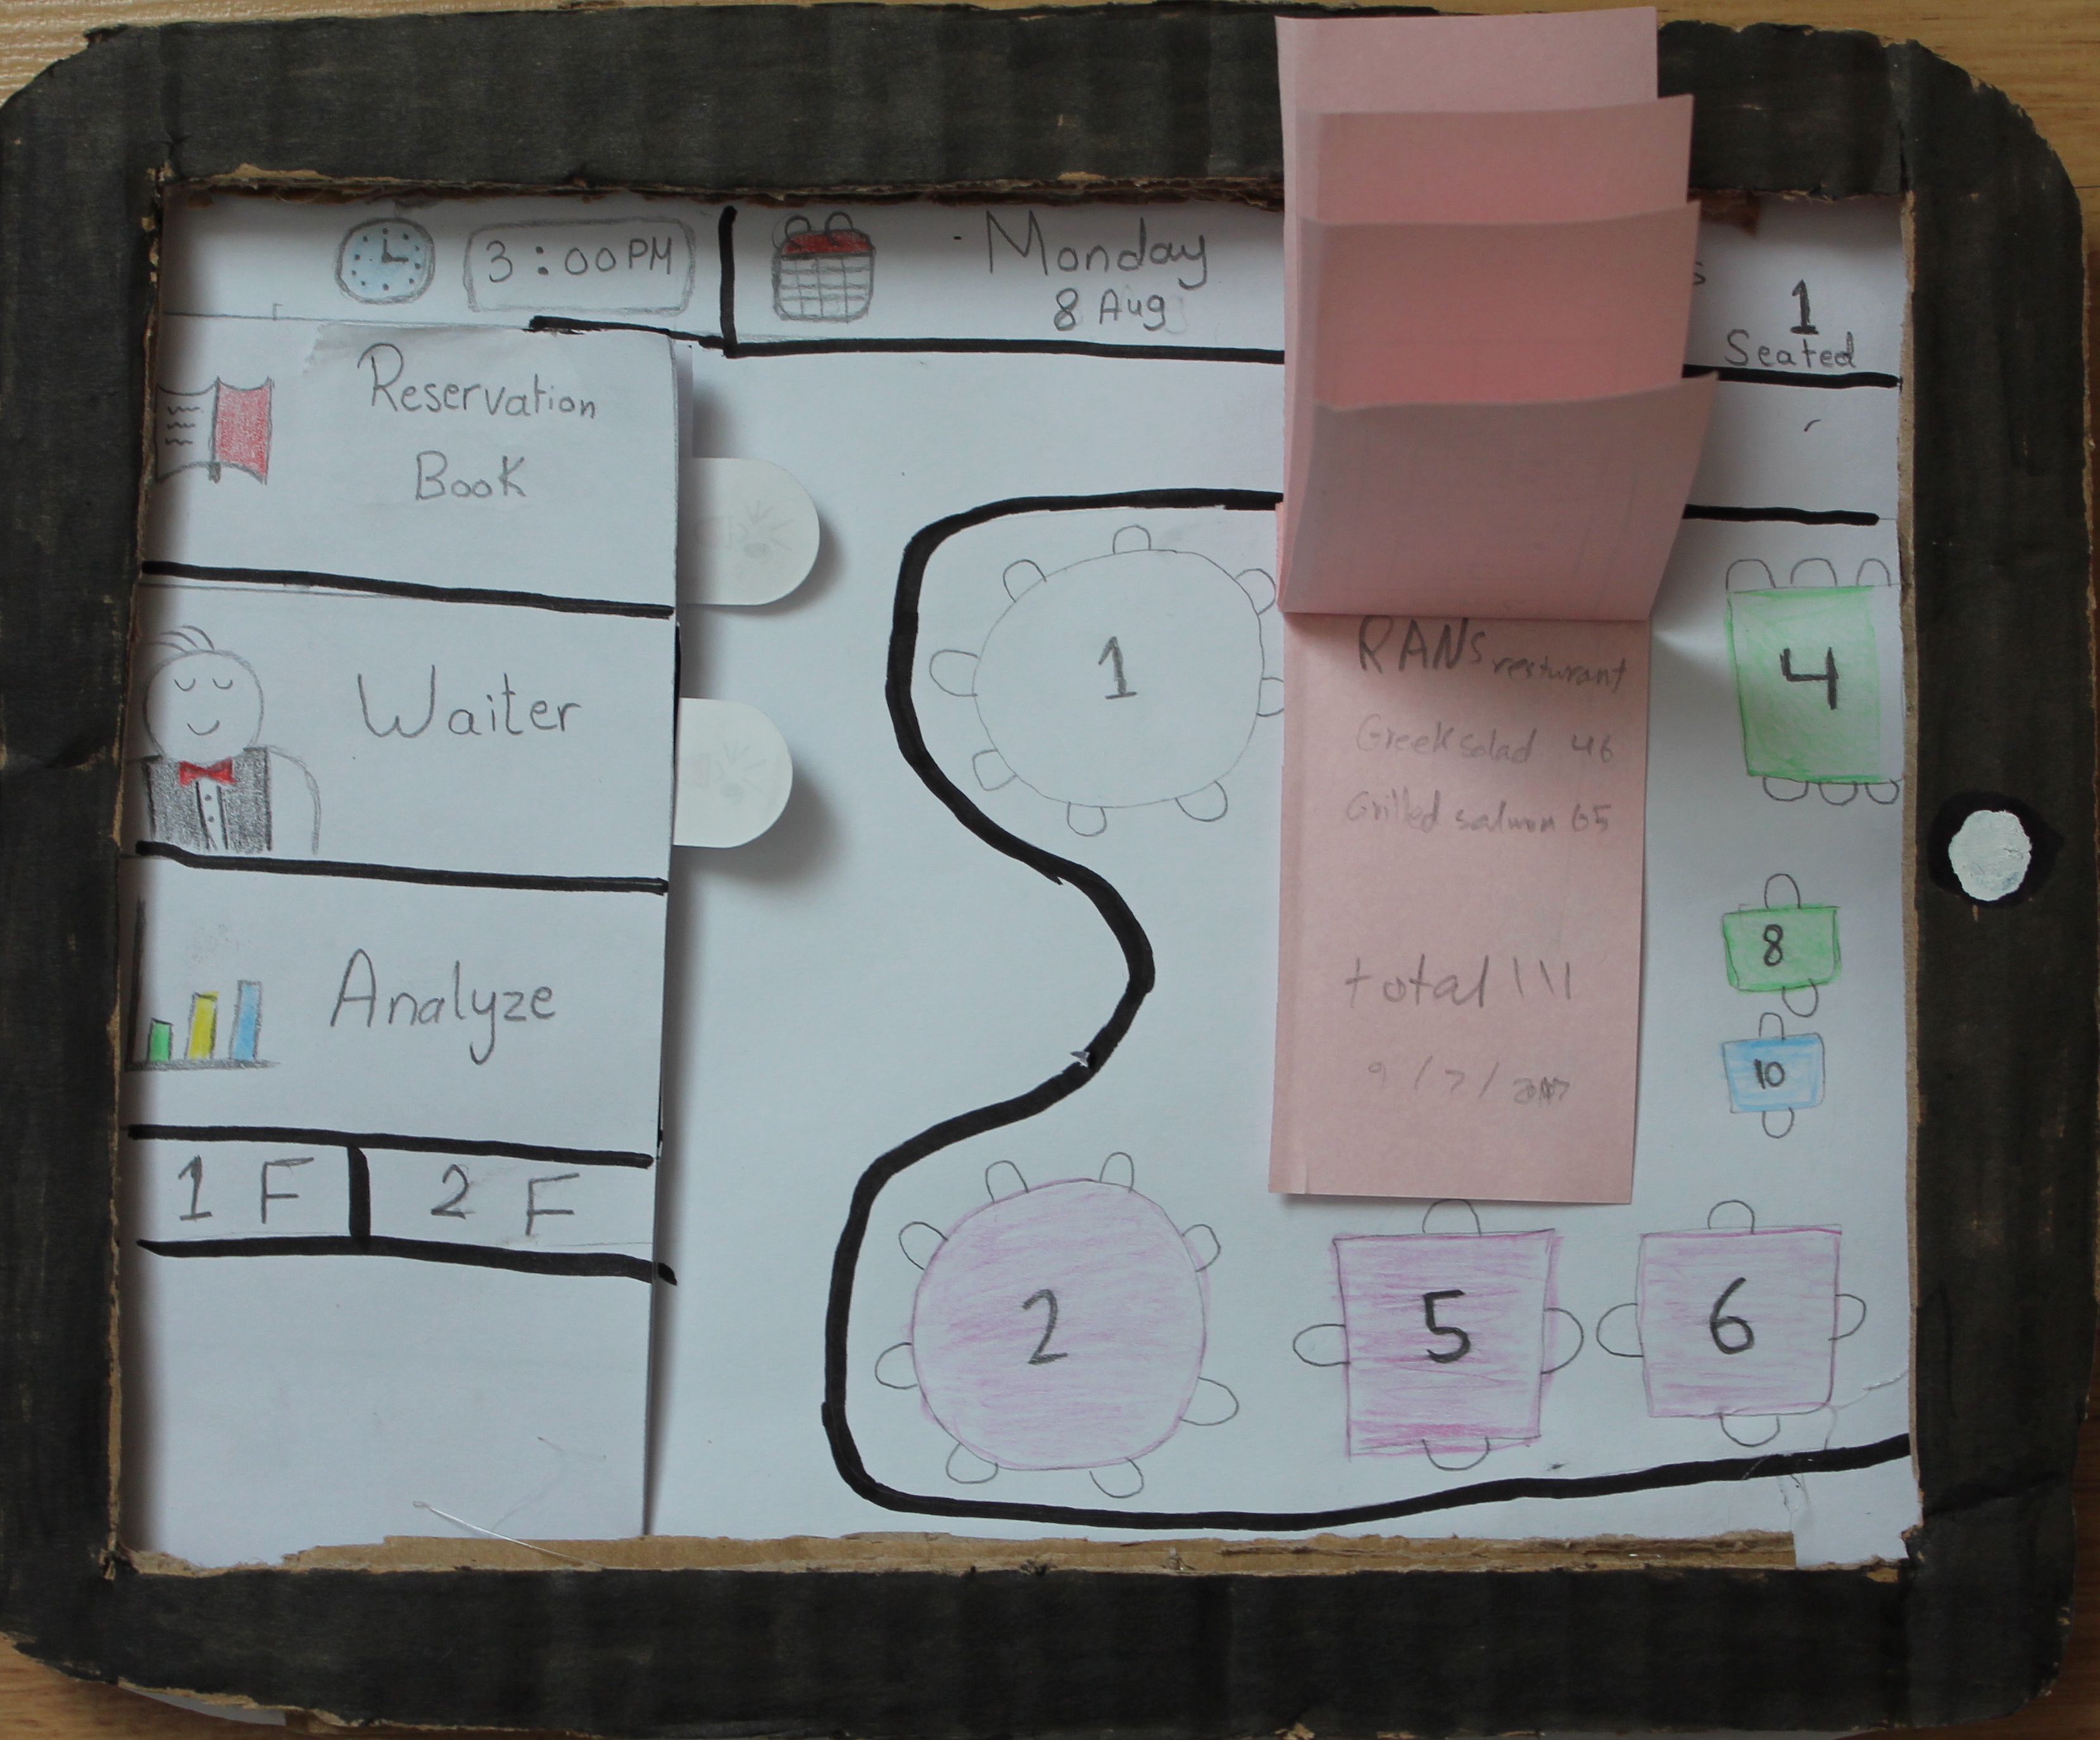 3:00PM
Monday
8 Aug
1
Seated
Reservation
Book
Waiter
Analyze
1 F
2 F
1
RANs resturant
Greek salad 46
Grilled salmon 65
total 111
9/7/2017
4
8
10
2
5
6